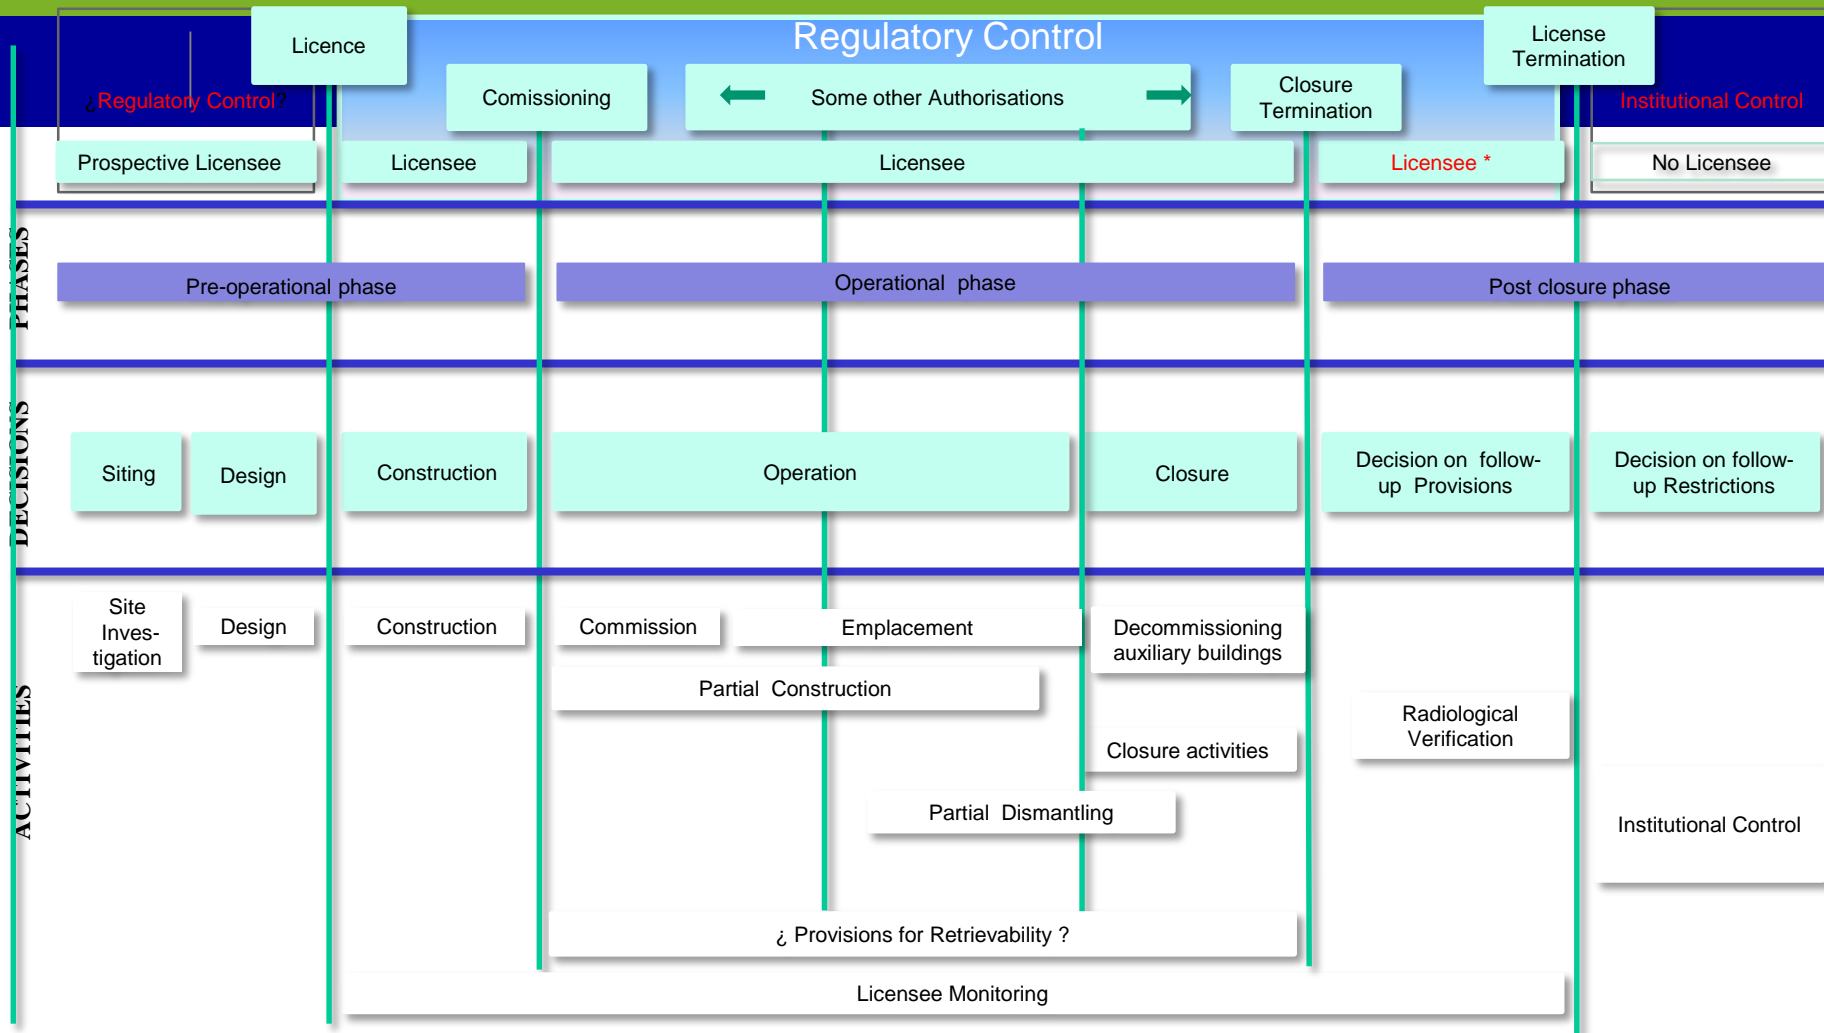 Regulatory Control
Licence
License
Termination
¿Regulatory Control?
Comissioning
Some other Authorisations
Closure
Termination
Institutional Control
Prospective Licensee
Licensee
Licensee
Licensee *
No Licensee
PHASES
Pre-operational phase
Operational phase
Post closure phase
DECISIONS
Siting
Design
Construction
Operation
Closure
Decision on follow-
up Provisions
Decision on follow-
up Restrictions
ACTIVITIES
Site
Inves-
tigation
Design
Construction
Commission
Emplacement
Decommissioning
auxiliary buildings
Partial Construction
Radiological
Verification
Closure activities
Partial Dismantling
Institutional Control
¿ Provisions for Retrievability ?
Licensee Monitoring